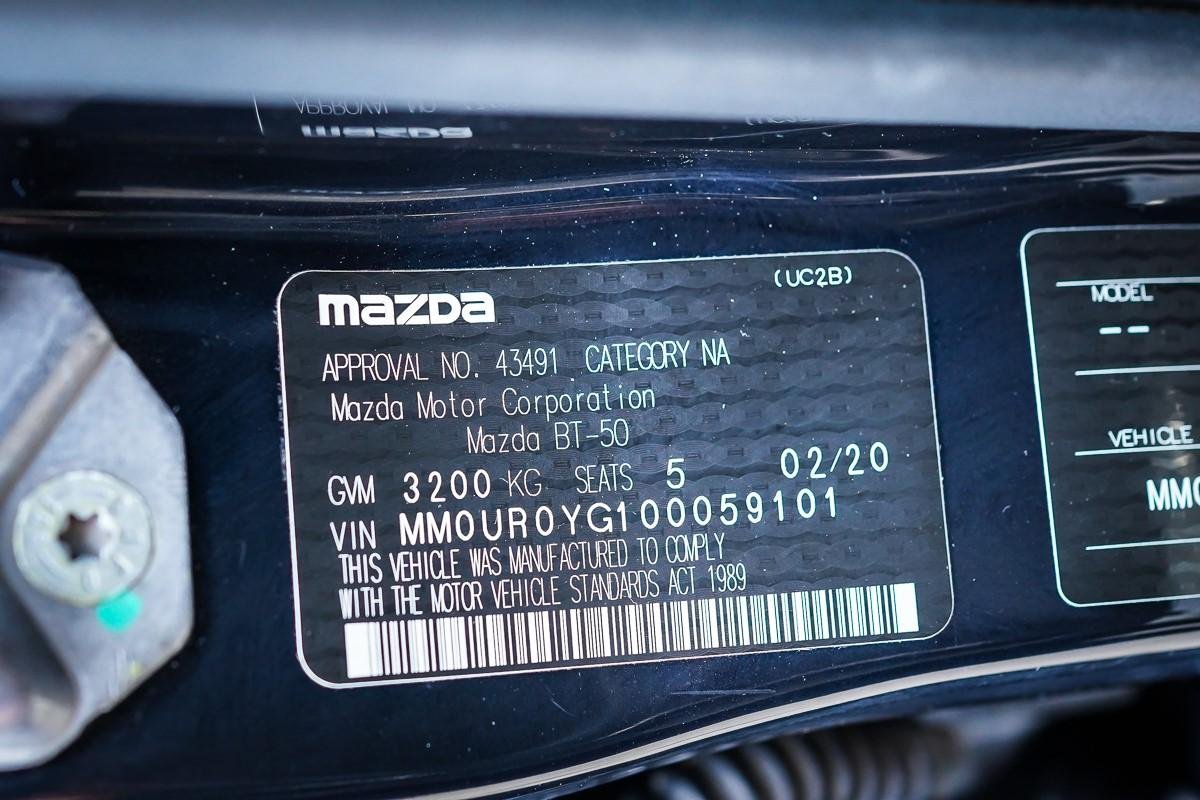 (UC2B)
mazda
APPROVAL NO. 43491 CATEGORY NA
Mazda Motor Corporation
Mazda BT-50
GVM 3200 KG SEATS 5 02/20
VIN MM0UR0YG100059101
THIS VEHICLE WAS MANUFACTURED TO COMPLY
WITH THE MOTOR VEHICLE STANDARDS ACT 1989
MODEL
--
VEHICLE
MM0